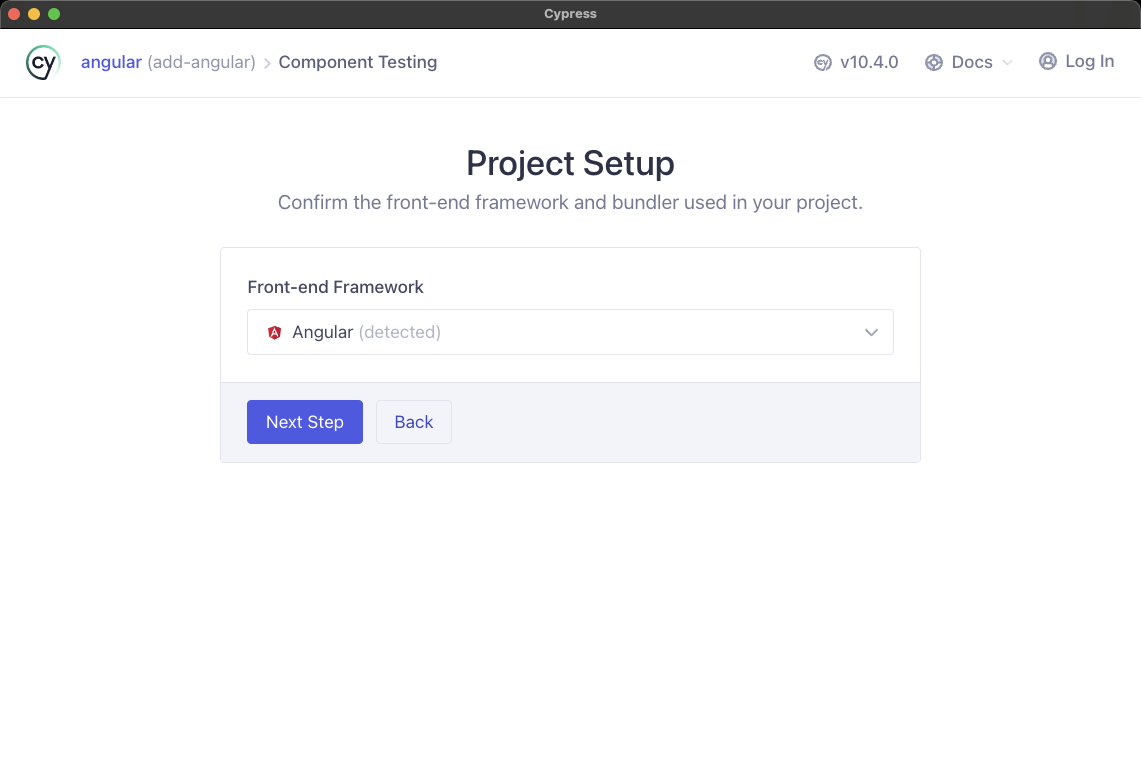 Cypress
cy angular (add-angular) > Component Testing
cy v10.4.0 Docs Log In
Project Setup
Confirm the front-end framework and bundler used in your project.
Front-end Framework
Angular (detected)
Next Step Back